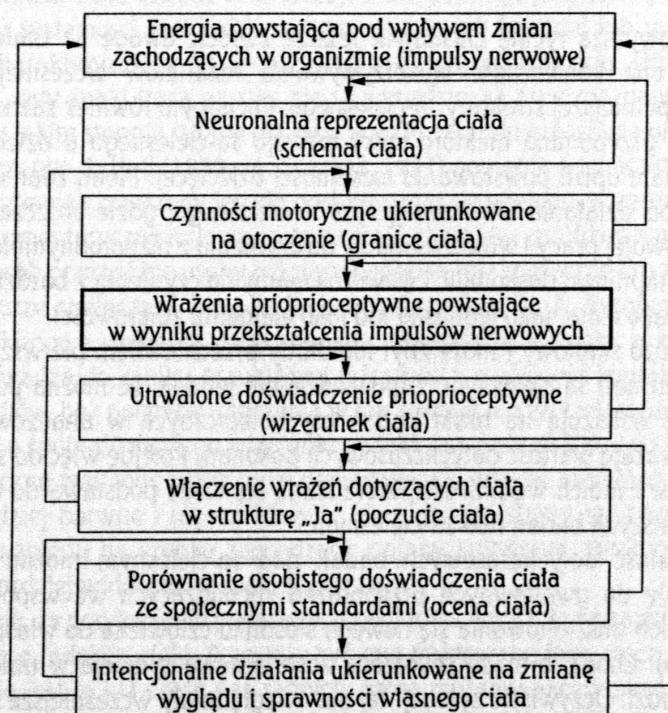 Energia powstająca pod wpływem zmian
zachodzących w organizmie (impulsy nerwowe)
Neuronalna reprezentacja ciała
(schemat ciała)
Czynności motoryczne ukierunkowane
na otoczenie (granice ciała)
Wrażenia prioprioceptywne powstające
w wyniku przekształcenia impulsów nerwowych
Utrwalone doświadczenie prioprioceptywne
(wizerunek ciała)
Włączenie wrażeń dotyczących ciała
w strukturę „Ja” (poczucie ciała)
Porównanie osobistego doświadczenia ciała
ze społecznymi standardami (ocena ciała)
Intencjonalne działania ukierunkowane na zmianę
wyglądu i sprawności własnego ciała